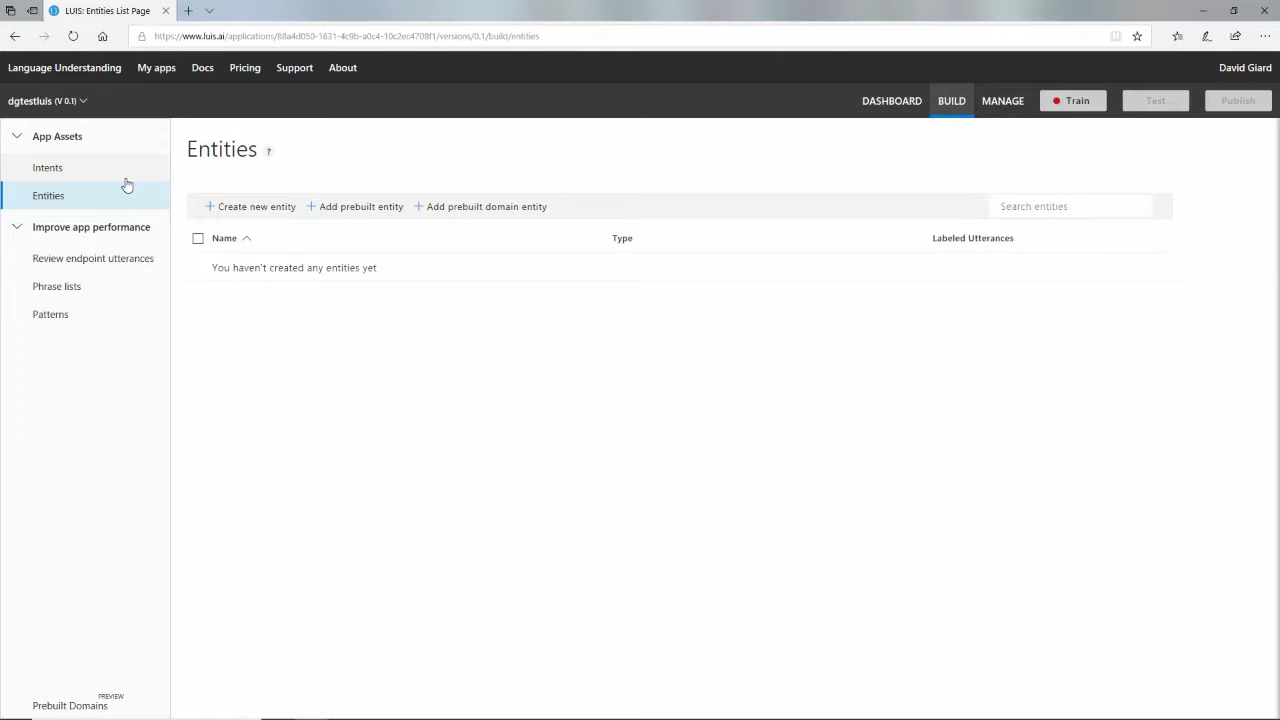 LUIS: Entities List Page
https://www.luis.ai/applications/88a4d050-1631-4c9b-a0c4-10c2ec4708f1/versions/0.1/build/entities
Language Understanding My apps Docs Pricing Support About David Giard
dgtestluis (V 0.1) DASHBOARD BUILD MANAGE Train Test Publish
App Assets
Intents
Entities
Improve app performance
Review endpoint utterances
Phrase lists
Patterns
PREVIEW
Prebuilt Domains
Entities ?
Create new entity Add prebuilt entity Add prebuilt domain entity Search entities
Name Type Labeled Utterances
You haven't created any entities yet